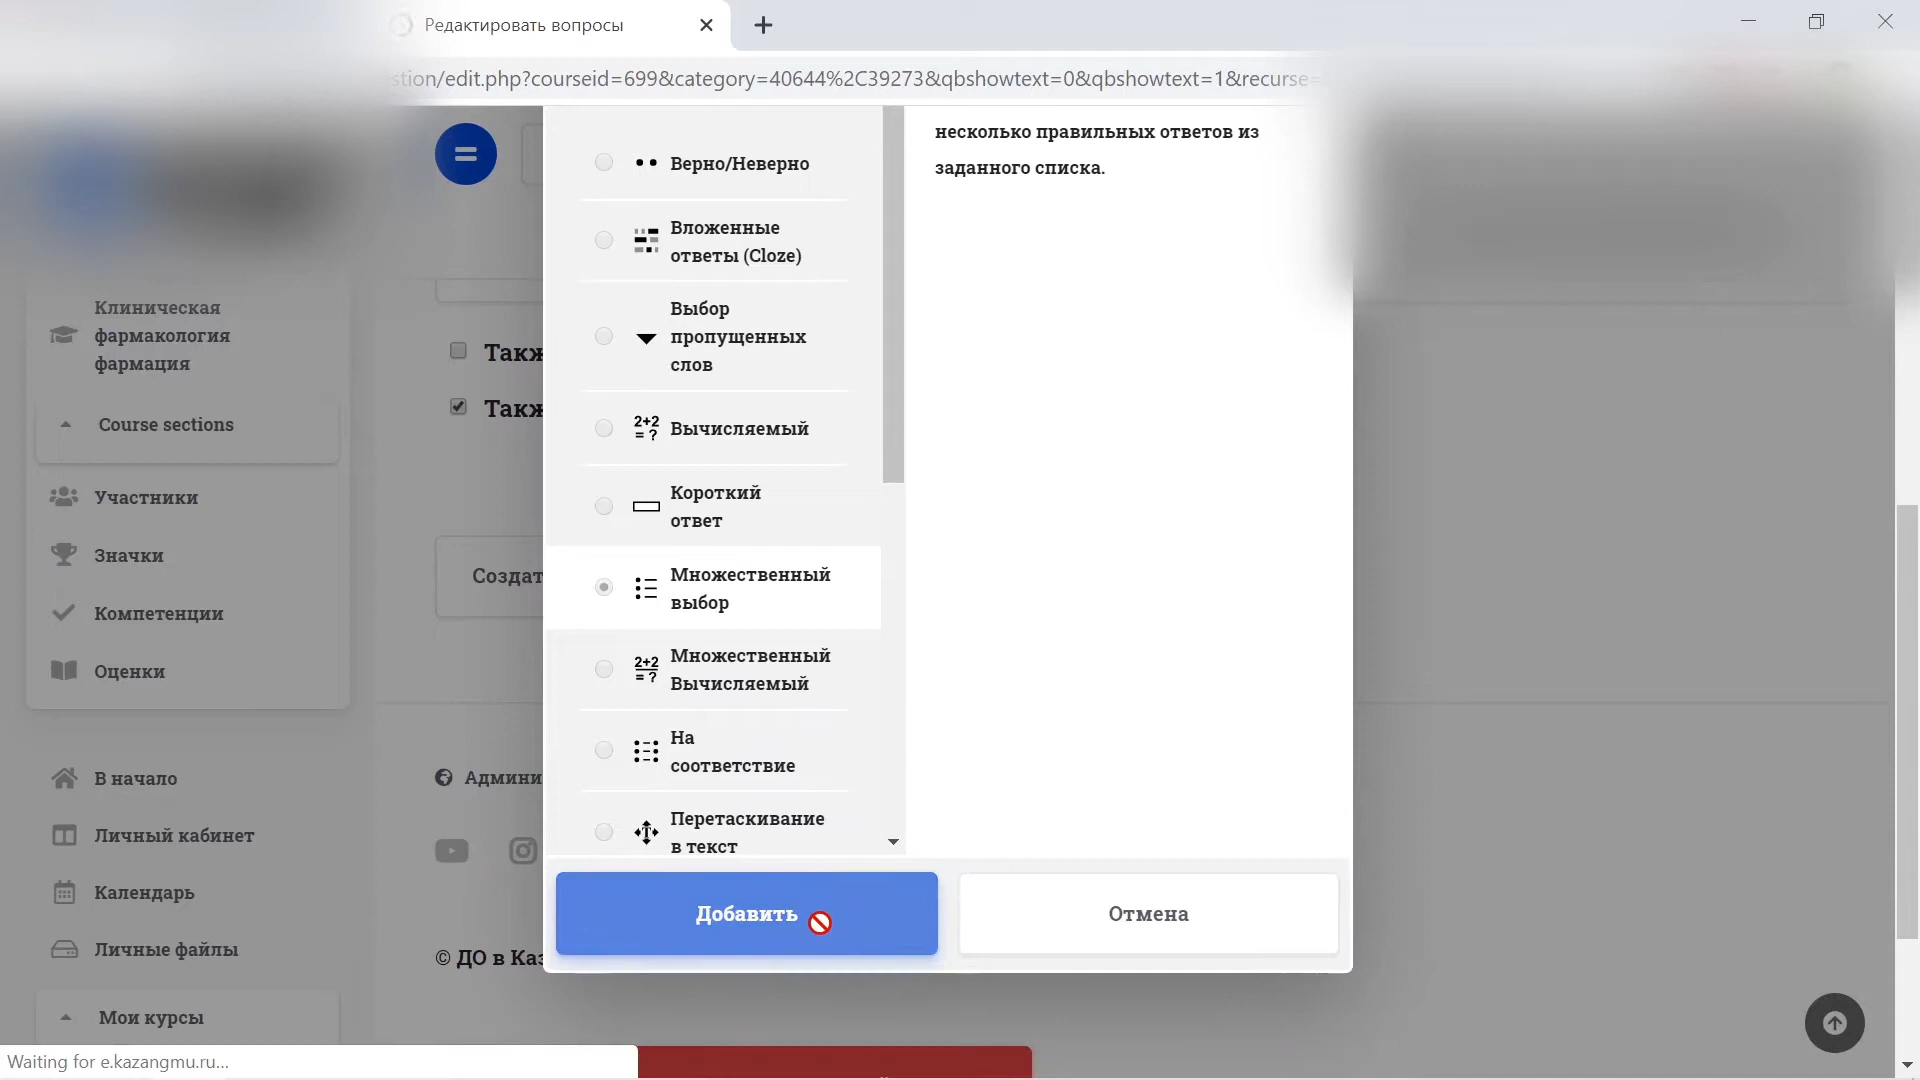 Редактировать вопросы
stion/edit.php?courseid=699&category=40644%2C39273&qbshowtext=0&qbshowtext=1&recurse=
несколько правильных ответов из
заданного списка.
Верно/Неверно
Вложенные
ответы (Cloze)
Выбор
пропущенных
слов
2+2
= ?
Вычисляемый
Короткий
ответ
Множественный
выбор
2+2
= ?
Множественный
Вычисляемый
На
соответствие
Перетаскивание
в текст
Добавить
Отмена
Клиническая
фармакология
фармация
Course sections
Участники
Значки
Компетенции
Оценки
В начало
Личный кабинет
Календарь
Личные файлы
Мои курсы
Такж
Такж
Создат
Админи
© ДО в Каз
Waiting for e.kazangmu.ru...